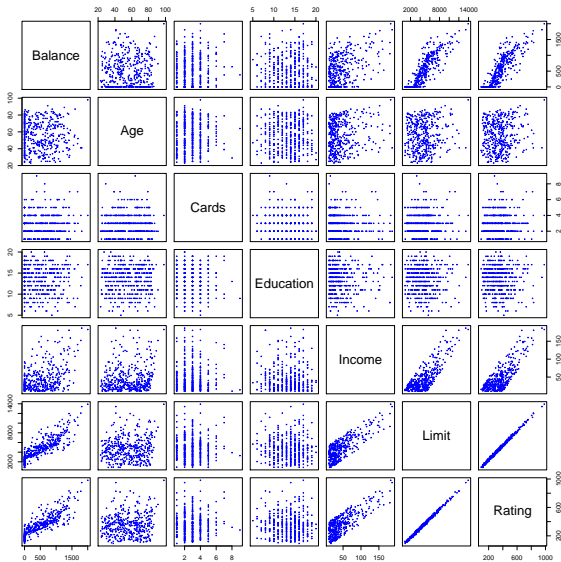 20 40 60 80 100
5 10 15 20
2000 8000 14000
Balance
0 500 1500
20 40 60 80 100
Age
Cards
2 4 6 8
5 10 15 20
Education
Income
50 100 150
2000 8000 14000
Limit
Rating
200 600 1000
0 500 1500
2 4 6 8
50 100 150
200 600 1000